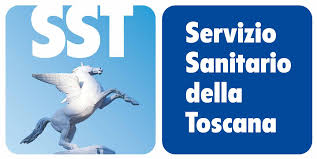 SST
Servizio
Sanitario
della
Toscana